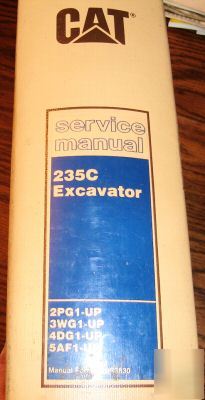 CAT
service
manual
235C
Excavator
2PG1-UP
3WG1-UP
4DG1-UP
5AF1-UP
Manual